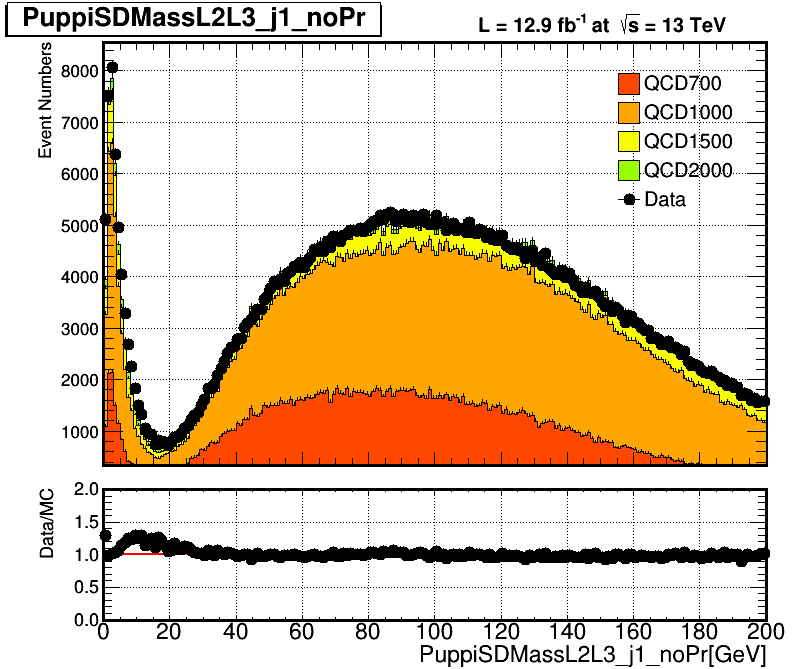 PuppiSDMassL2L3_j1_noPr
L = 12.9 fb-1 at √s = 13 TeV
Event Numbers
8000
7000
6000
5000
4000
3000
2000
1000
QCD700
QCD1000
QCD1500
QCD2000
Data
Data/MC
2.0
1.5
1.0
0.5
0.0
0 20 40 60 80 100 120 140 160 180 200
PuppiSDMassL2L3_j1_noPr[GeV]